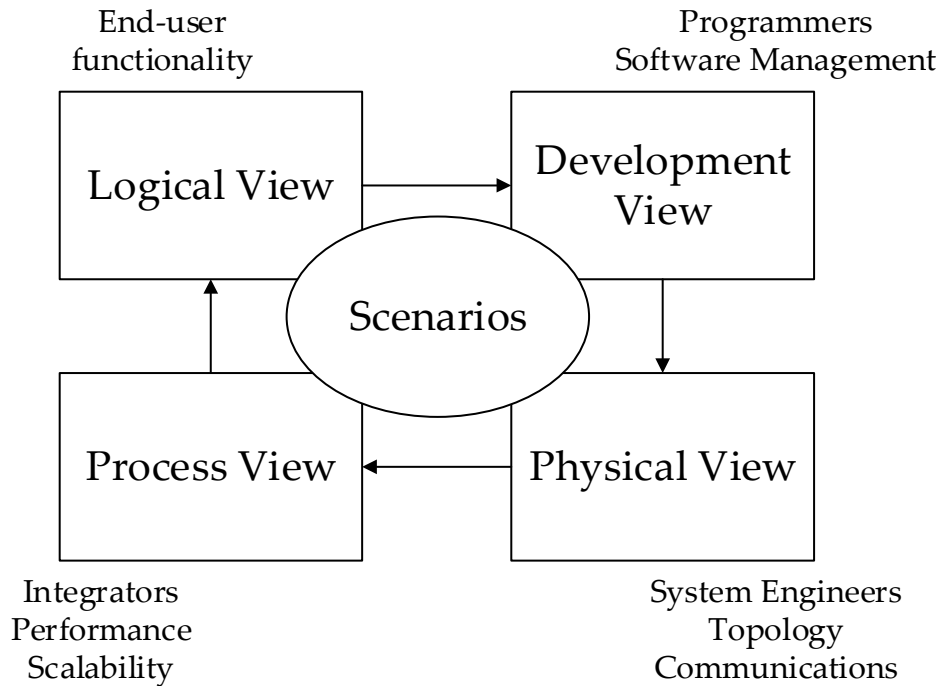 End-user
functionality
Programmers
Software Management
Logical View
Development
View
Scenarios
Process View
Physical View
Integrators
Performance
Scalability
System Engineers
Topology
Communications